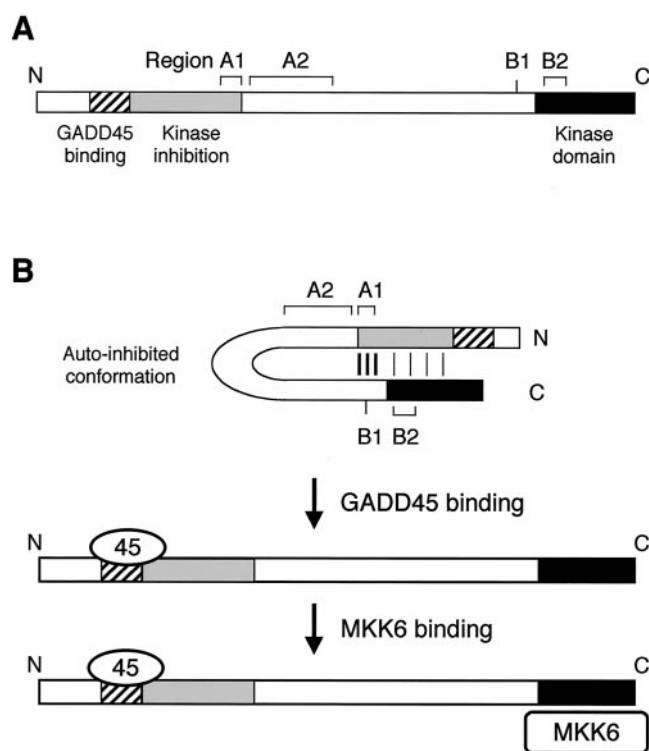 A
Region A1 A2 B1 B2
N C
GADD45 binding
Kinase inhibition
Kinase domain
B
A2 A1
Auto-inhibited conformation
N
C
B1 B2
GADD45 binding
N C
45
MKK6 binding
N C
45
MKK6